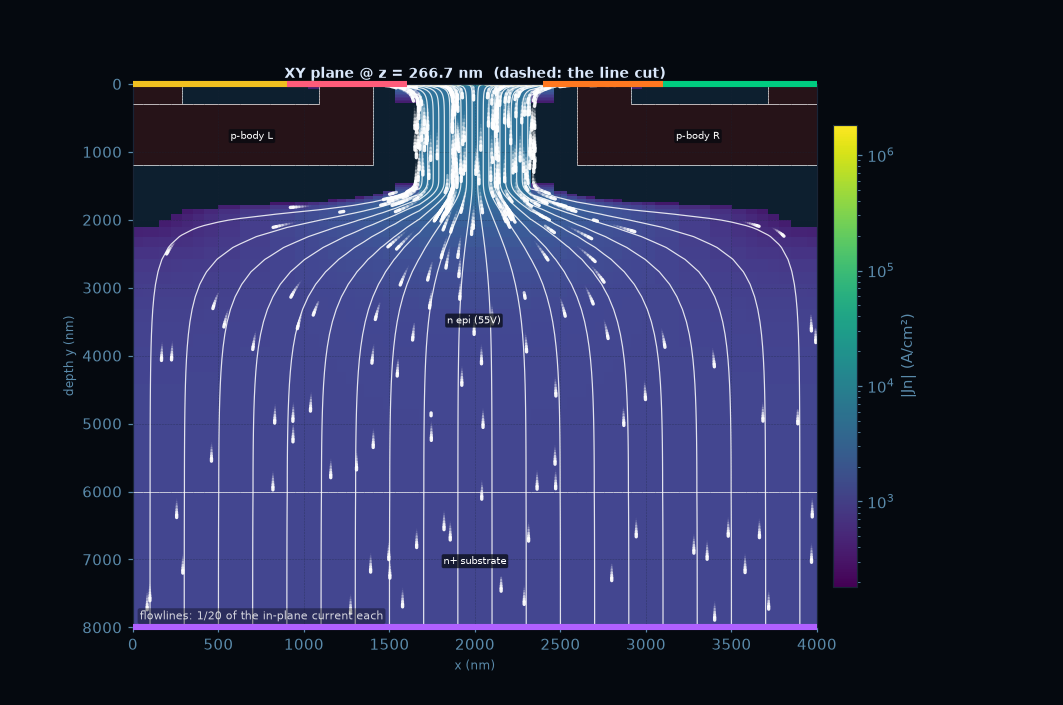 XY plane @ z = 266.7 nm  (dashed: the line cut)
0
1000
2000
3000
4000
5000
6000
7000
8000
depth y (nm)
p-body L
p-body R
n epi (55V)
n+ substrate
flowlines: 1/20 of the in-plane current each
0
500
1000
1500
2000
2500
3000
3500
4000
x (nm)
10⁶
10⁵
10⁴
10³
|Jn| (A/cm²)